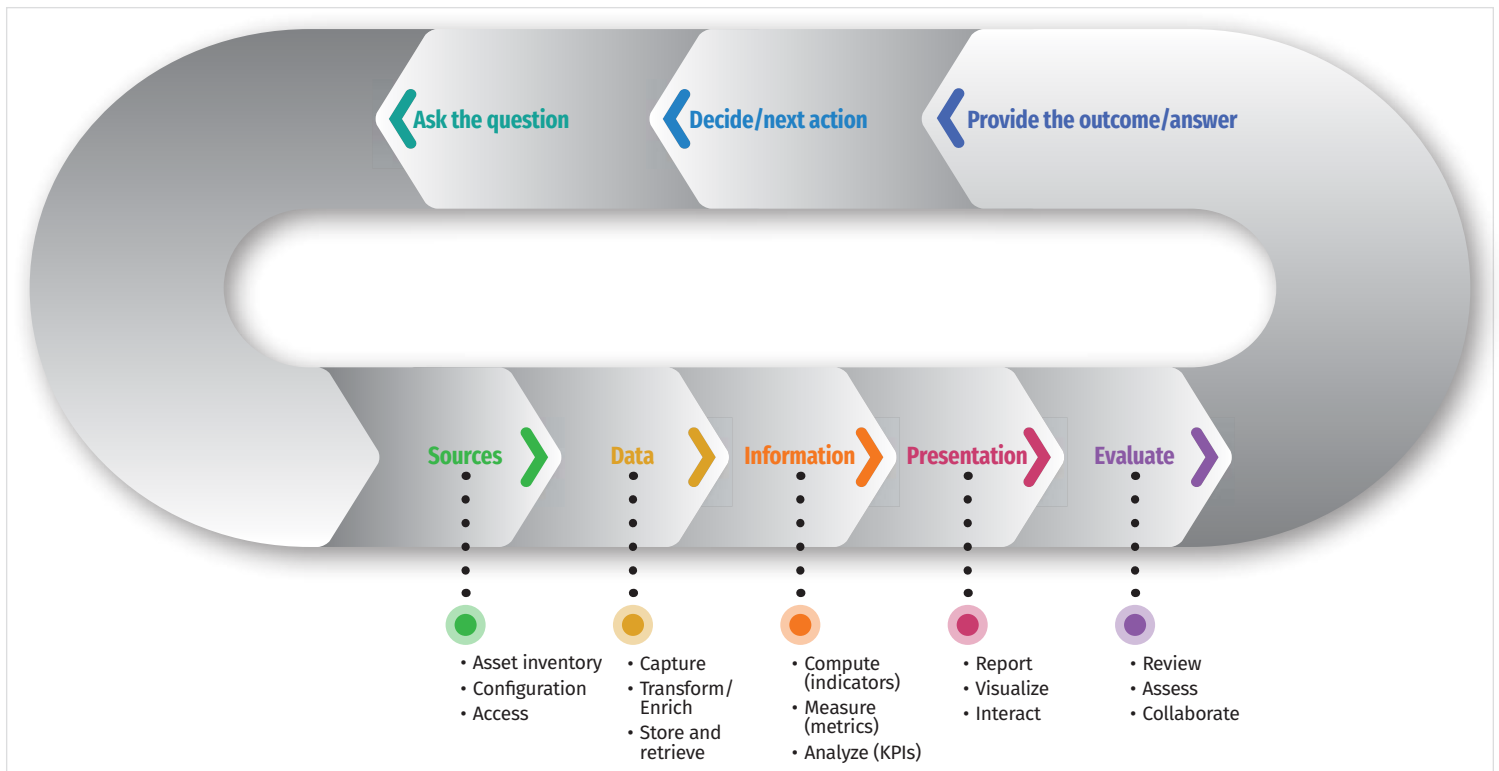 Ask the question
Decide/next action
Provide the outcome/answer
Sources
Data
Information
Presentation
Evaluate
• Asset inventory
• Configuration
• Access
• Capture
• Transform/
Enrich
• Store and
retrieve
• Compute
(indicators)
• Measure
(metrics)
• Analyze (KPIs)
• Report
• Visualize
• Interact
• Review
• Assess
• Collaborate